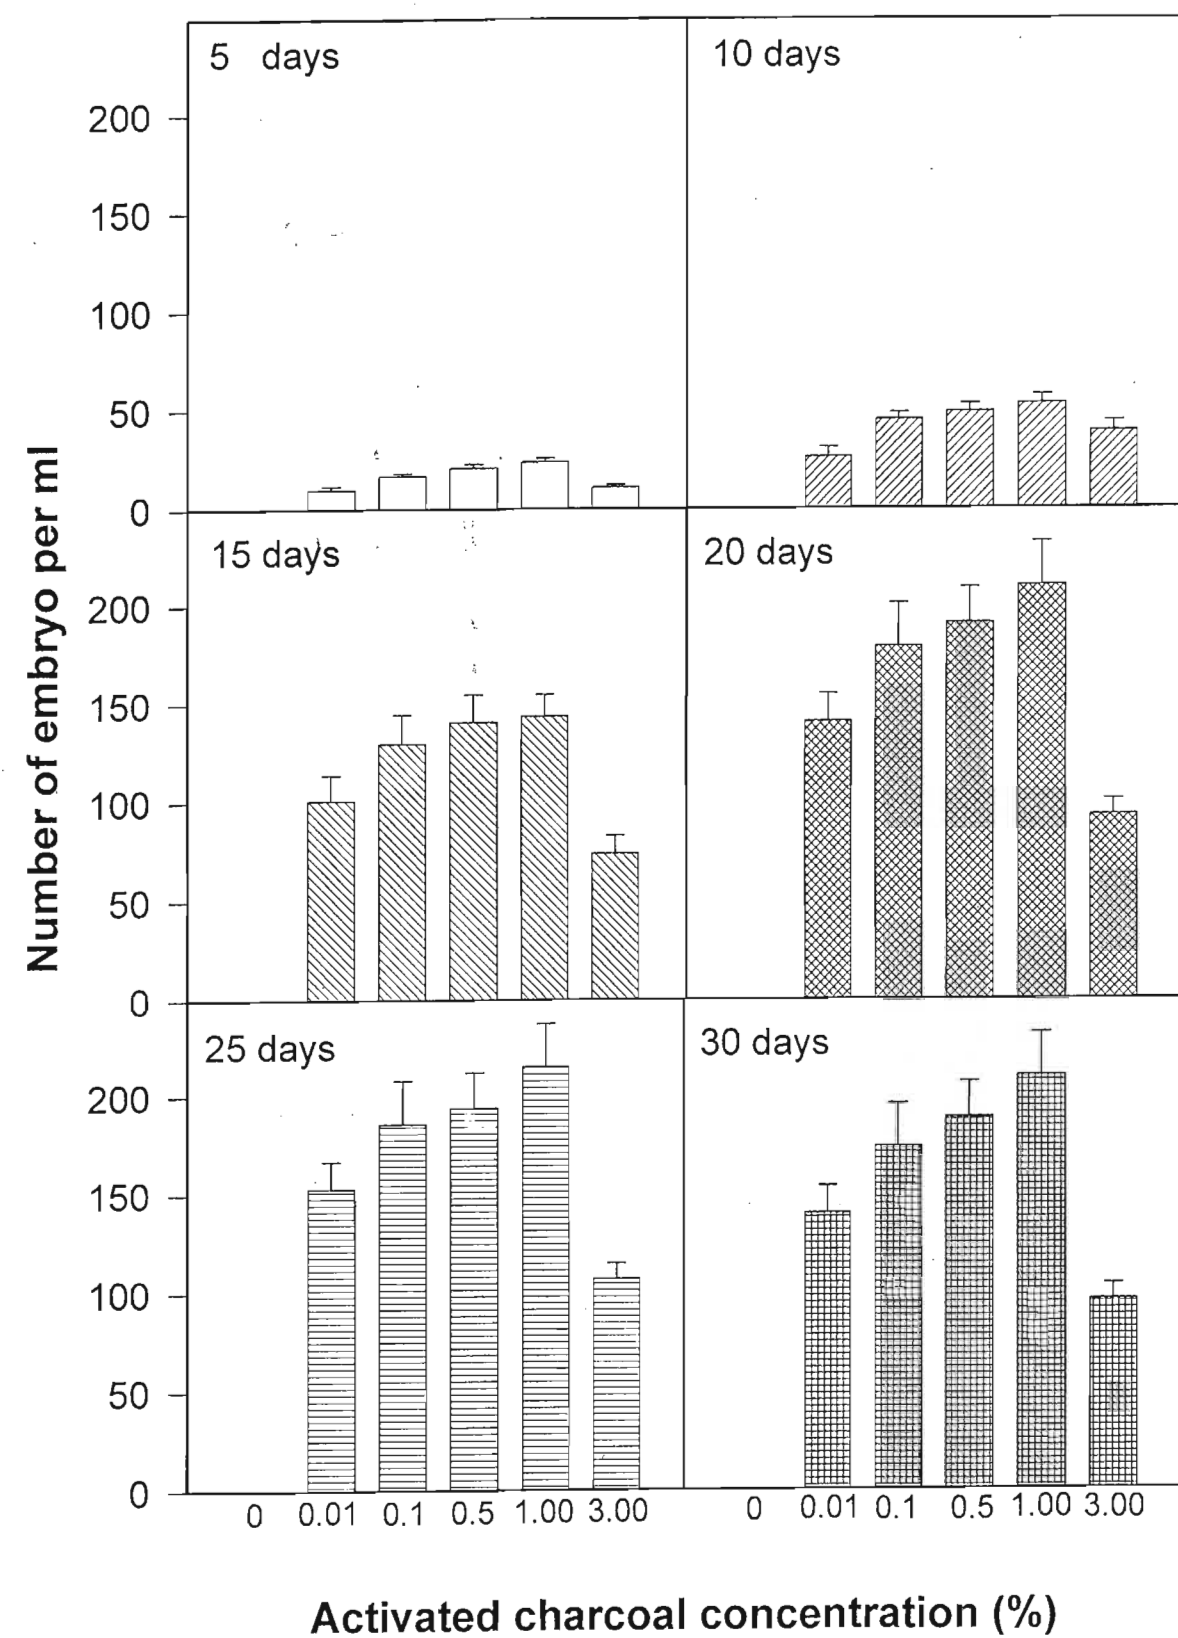 5 days
10 days
200
150
100
50
0
15 days
20 days
200
150
100
50
0
25 days
30 days
200
150
100
50
0
0 0.01 0.1 0.5 1.00 3.00
0 0.01 0.1 0.5 1.00 3.00
Number of embryo per ml
Activated charcoal concentration (%)